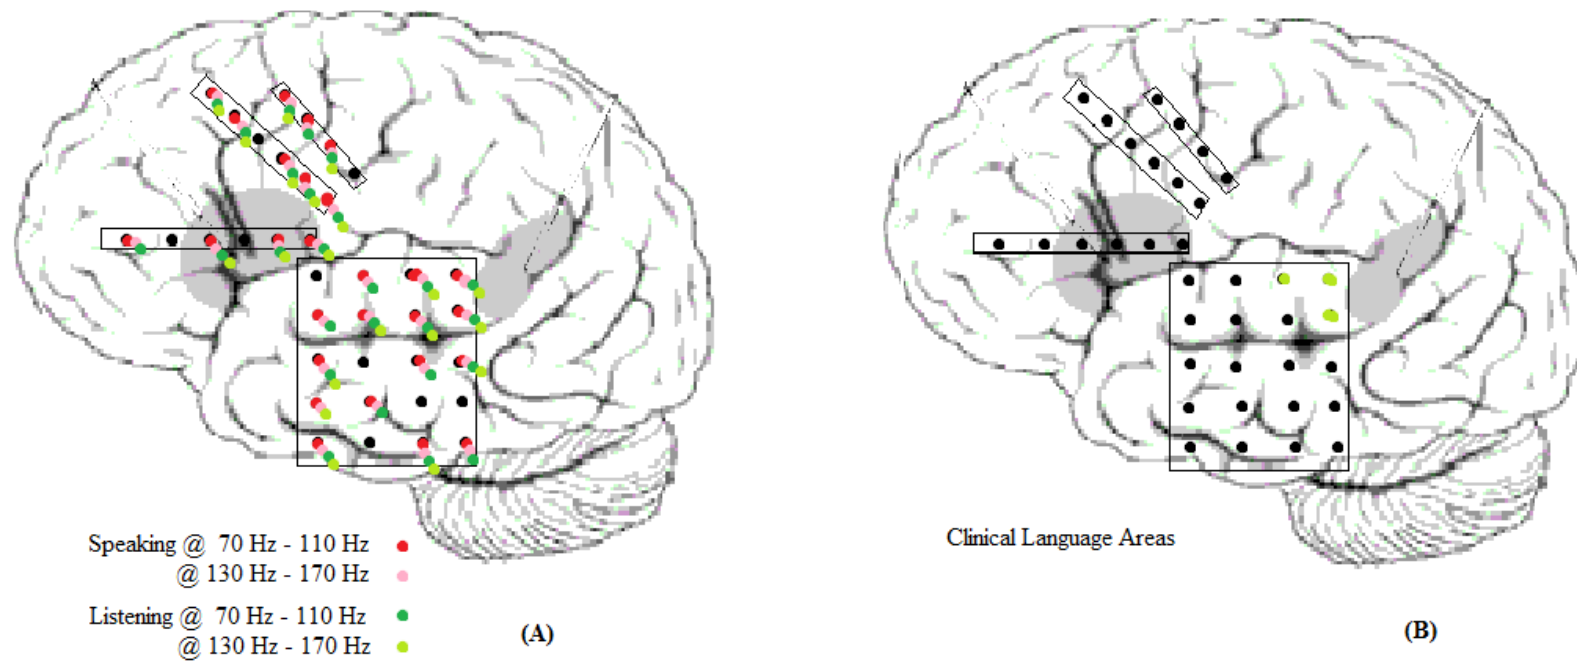 Speaking @ 70 Hz - 110 Hz
@ 130 Hz - 170 Hz
Listening @ 70 Hz - 110 Hz
@ 130 Hz - 170 Hz
(A)
Clinical Language Areas
(B)